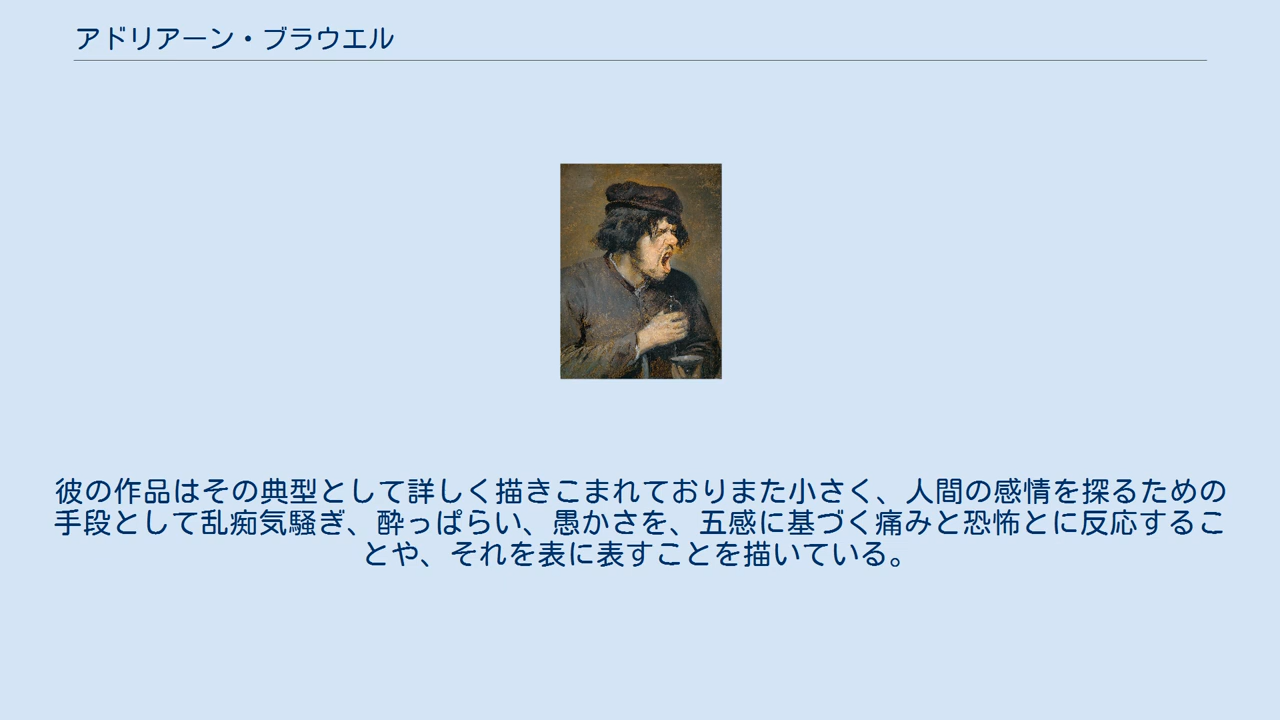 アドリアーン・ブラウエル
彼の作品はその典型として詳しく描きこまれておりまた小さく、人間の感情を探るための
手段として乱痴気騒ぎ、酔っぱらい、愚かさを、五感に基づく痛みと恐怖とに反応するこ
とや、それを表に表すことを描いている。